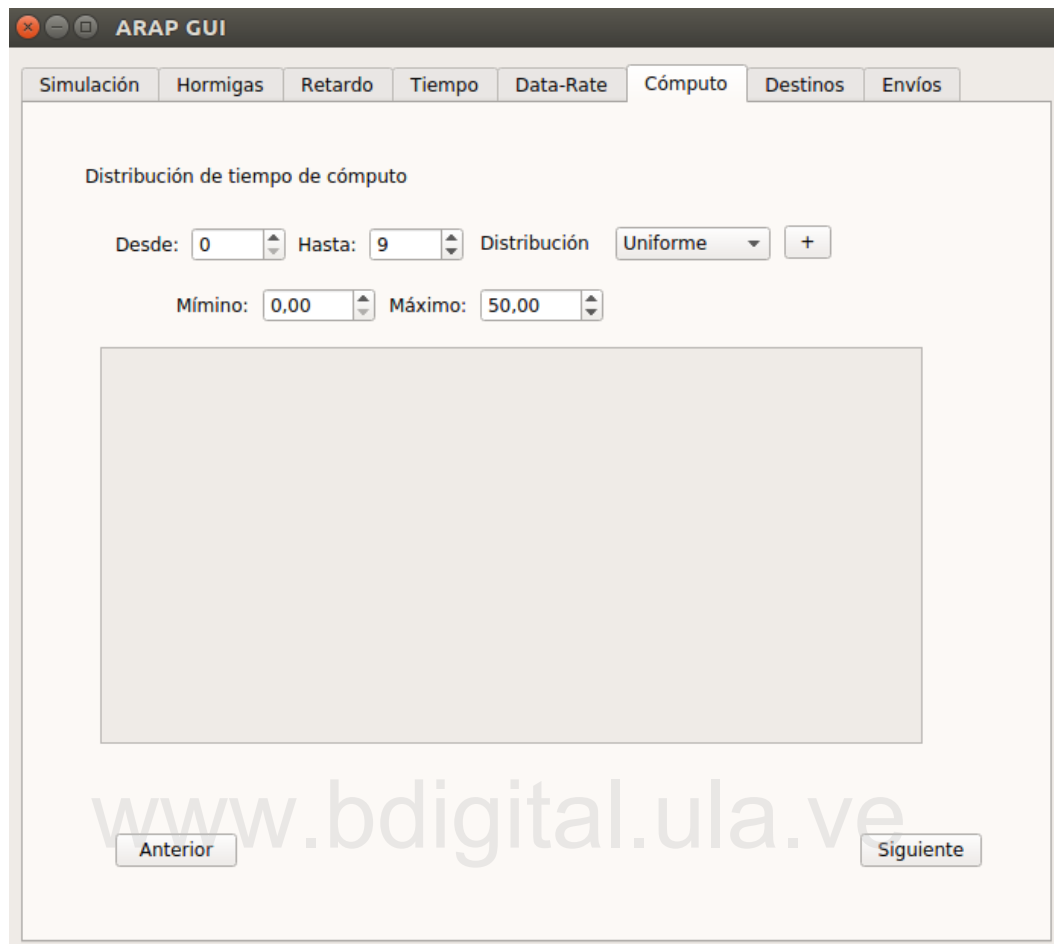 ARAP GUI
Simulación Hormigas Retardo Tiempo Data-Rate Cómputo Destinos Envíos
Distribución de tiempo de cómputo
Desde: 0 Hasta: 9 Distribución Uniforme +
Mímino: 0,00 Máximo: 50,00
www.bdigital.ula.ve
Anterior Siguiente